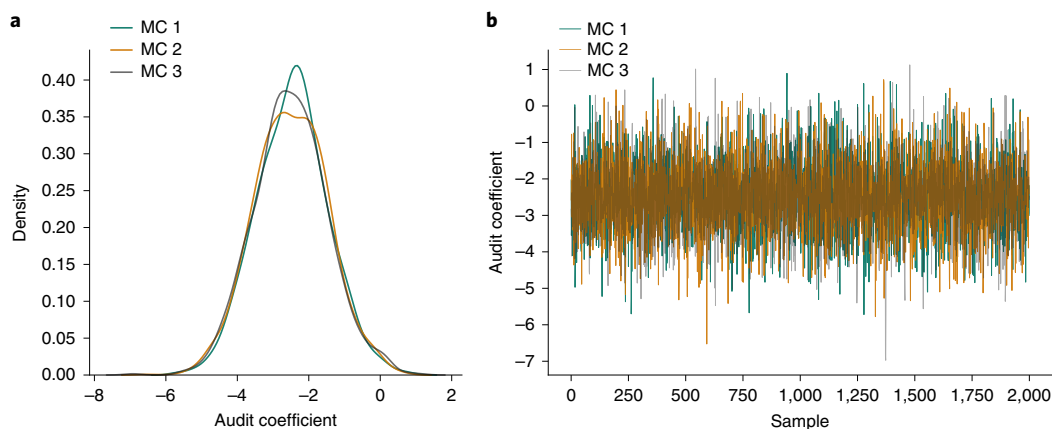 a
MC 1
MC 2
MC 3
0.40
0.35
0.30
0.25
0.20
0.15
0.10
0.05
0.00
Density
−8
−6
−4
−2
0
2
Audit coefficient
b
MC 1
MC 2
MC 3
1
0
−1
−2
−3
−4
−5
−6
−7
Audit coefficient
0
250
500
750
1,000
1,250
1,500
1,750
2,000
Sample